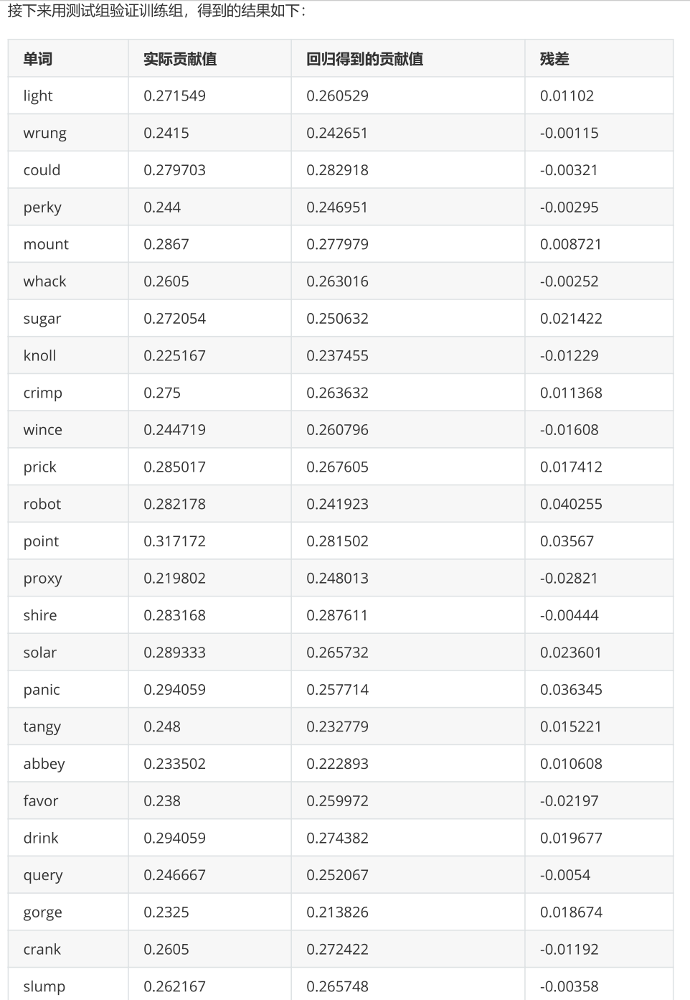 接下来用测试组验证训练组，得到的结果如下：
单词 实际贡献值 回归得到的贡献值 残差
light 0.271549 0.260529 0.01102
wrung 0.2415 0.242651 -0.00115
could 0.279703 0.282918 -0.00321
perky 0.244 0.246951 -0.00295
mount 0.2867 0.277979 0.008721
whack 0.2605 0.263016 -0.00252
sugar 0.272054 0.250632 0.021422
knoll 0.225167 0.237455 -0.01229
crimp 0.275 0.263632 0.011368
wince 0.244719 0.260796 -0.01608
prick 0.285017 0.267605 0.017412
robot 0.282178 0.241923 0.040255
point 0.317172 0.281502 0.03567
proxy 0.219802 0.248013 -0.02821
shire 0.283168 0.287611 -0.00444
solar 0.289333 0.265732 0.023601
panic 0.294059 0.257714 0.036345
tangy 0.248 0.232779 0.015221
abbey 0.233502 0.222893 0.010608
favor 0.238 0.259972 -0.02197
drink 0.294059 0.274382 0.019677
query 0.246667 0.252067 -0.0054
gorge 0.2325 0.213826 0.018674
crank 0.2605 0.272422 -0.01192
slump 0.262167 0.265748 -0.00358